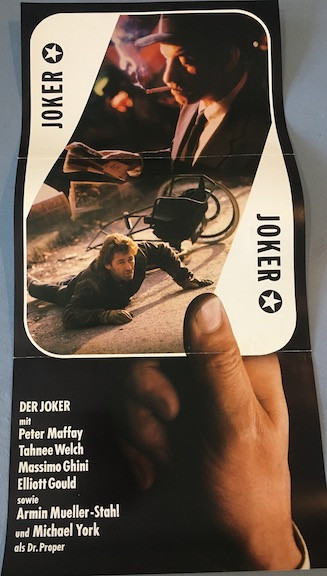 JOKER
JOKER
DER JOKER
mit
Peter Maffay
Tahnee Welch
Massimo Ghini
Elliott Gould
sowie
Armin Mueller-Stahl
und Michael York
als Dr. Proper